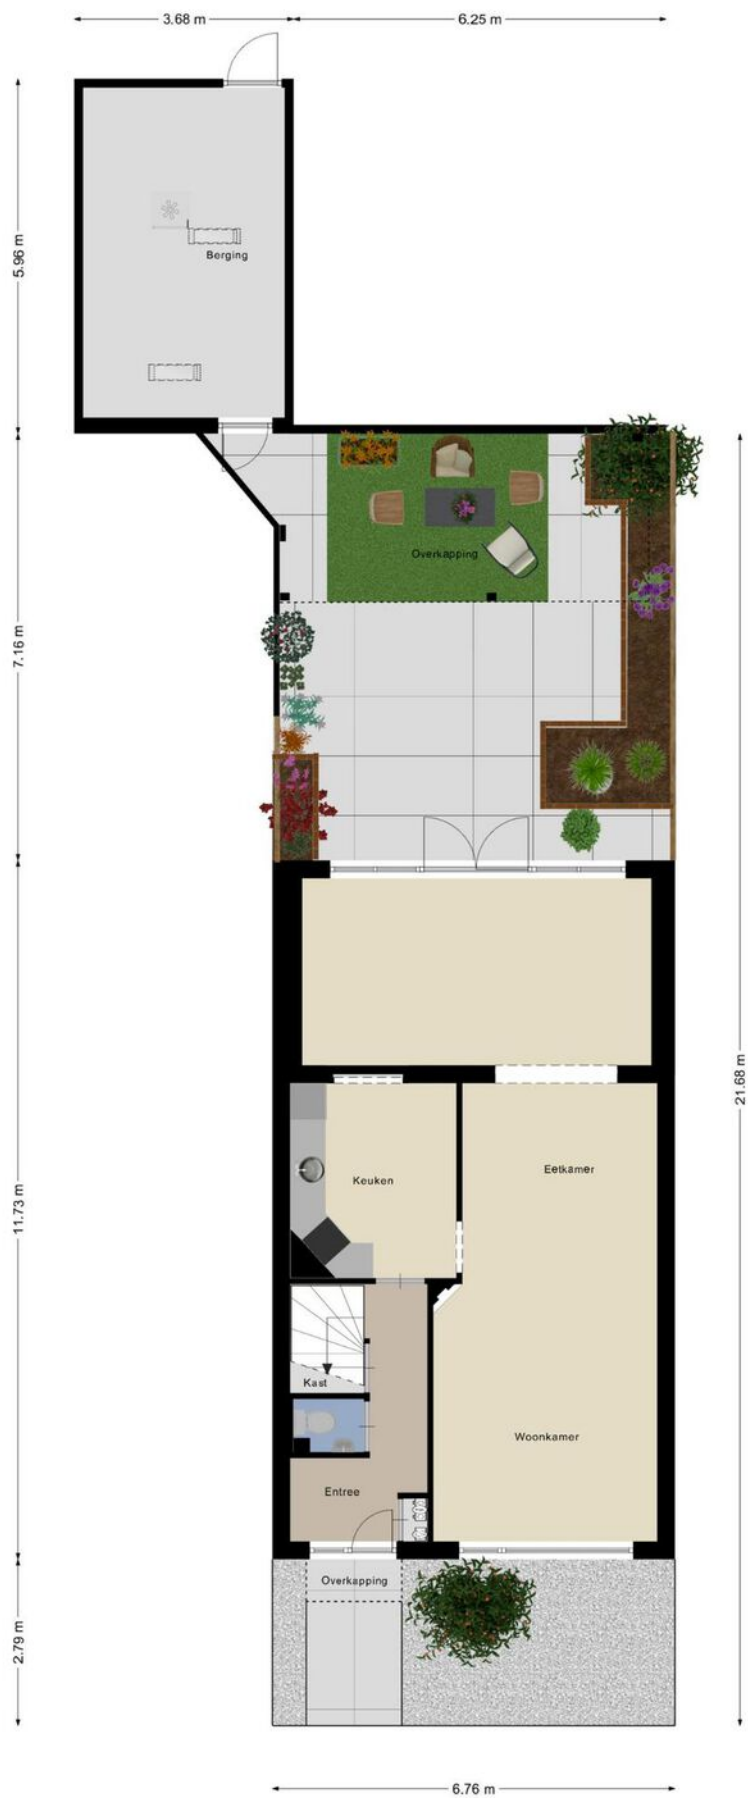 3.68 m
6.25 m
5.96 m
Berging
Overkapping
7.16 m
21.68 m
Keuken
Eetkamer
11.73 m
Kast
Woonkamer
Entree
Overkapping
2.79 m
6.76 m